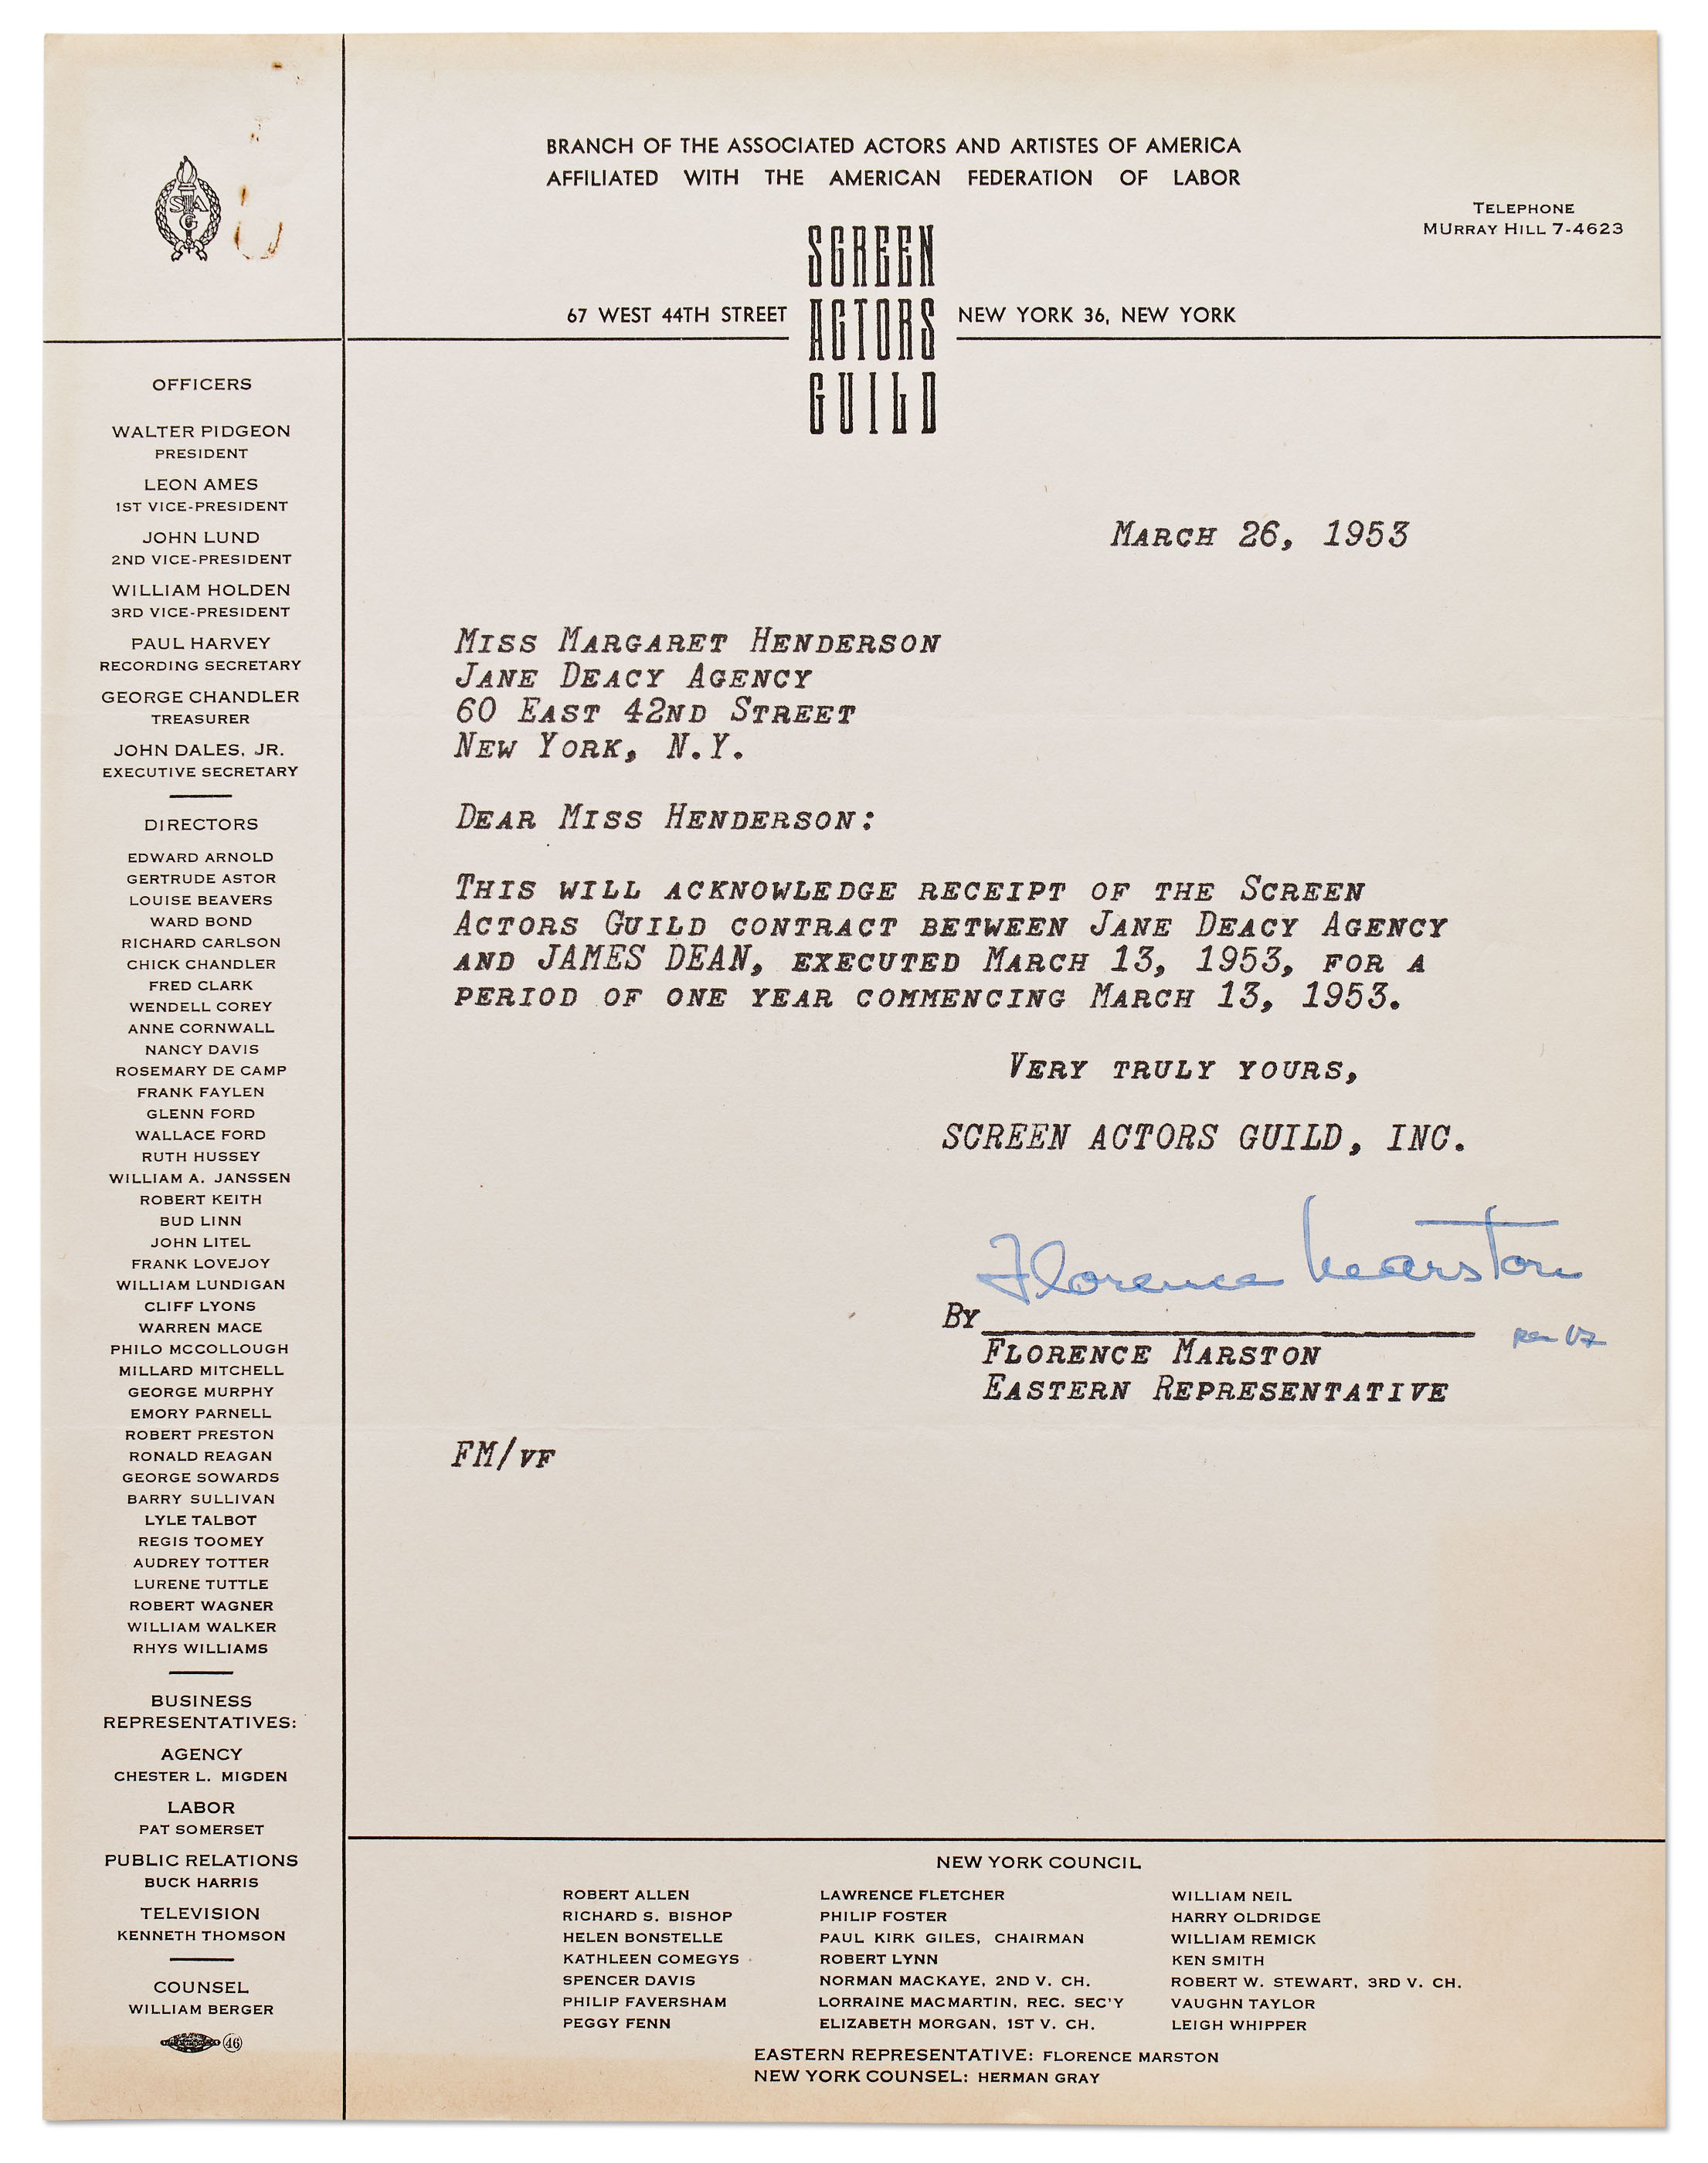 SAG
BRANCH OF THE ASSOCIATED ACTORS AND ARTISTES OF AMERICA
AFFILIATED WITH THE AMERICAN FEDERATION OF LABOR
TELEPHONE
MURRAY HILL 7-4623
SCREEN
67 WEST 44TH STREET ACTORS NEW YORK 36, NEW YORK
GUILD
OFFICERS
WALTER PIDGEON
PRESIDENT
LEON AMES
1ST VICE-PRESIDENT
JOHN LUND
2ND VICE-PRESIDENT
WILLIAM HOLDEN
3RD VICE-PRESIDENT
PAUL HARVEY
RECORDING SECRETARY
GEORGE CHANDLER
TREASURER
JOHN DALES, JR.
EXECUTIVE SECRETARY
DIRECTORS
EDWARD ARNOLD
GERTRUDE ASTOR
LOUISE BEAVERS
WARD BOND
RICHARD CARLSON
CHICK CHANDLER
FRED CLARK
WENDELL COREY
ANNE CORNWALL
NANCY DAVIS
ROSEMARY DE CAMP
FRANK FAYLEN
GLENN FORD
WALLACE FORD
RUTH HUSSEY
WILLIAM A. JANSSEN
ROBERT KEITH
BUD LINN
JOHN LITEL
FRANK LOVEJOY
WILLIAM LUNDIGAN
CLIFF LYONS
WARREN MACE
PHILO MCCOLLOUGH
MILLARD MITCHELL
GEORGE MURPHY
EMORY PARNELL
ROBERT PRESTON
RONALD REAGAN
GEORGE SOWARDS
BARRY SULLIVAN
LYLE TALBOT
REGIS TOOMEY
AUDREY TOTTER
LURENE TUTTLE
ROBERT WAGNER
WILLIAM WALKER
RHYS WILLIAMS
BUSINESS
REPRESENTATIVES:
AGENCY
CHESTER L. MIGDEN
LABOR
PAT SOMERSET
PUBLIC RELATIONS
BUCK HARRIS
TELEVISION
KENNETH THOMSON
COUNSEL
WILLIAM BERGER
46
MARCH 26, 1953
MISS MARGARET HENDERSON
JANE DEACY AGENCY
60 EAST 42ND STREET
NEW YORK, N.Y.
DEAR MISS HENDERSON:
THIS WILL ACKNOWLEDGE RECEIPT OF THE SCREEN
ACTORS GUILD CONTRACT BETWEEN JANE DEACY AGENCY
AND JAMES DEAN, EXECUTED MARCH 13, 1953, FOR A
PERIOD OF ONE YEAR COMMENCING MARCH 13, 1953.
VERY TRULY YOURS,
SCREEN ACTORS GUILD, INC.
Florence Marston
BY
FLORENCE MARSTON
EASTERN REPRESENTATIVE
FM/VF
NEW YORK COUNCIL
ROBERT ALLEN
RICHARD S. BISHOP
HELEN BONSTELLE
KATHLEEN COMEGYS
SPENCER DAVIS
PHILIP FAVERSHAM
PEGGY FENN
LAWRENCE FLETCHER
PHILIP FOSTER
PAUL KIRK GILES, CHAIRMAN
ROBERT LYNN
NORMAN MACKAYE, 2ND V. CH.
LORRAINE MACMARTIN, REC. SEC'Y
ELIZABETH MORGAN, 1ST V. CH.
WILLIAM NEIL
HARRY OLDRIDGE
WILLIAM REMICK
KEN SMITH
ROBERT W. STEWART, 3RD V. CH.
VAUGHN TAYLOR
LEIGH WHIPPER
EASTERN REPRESENTATIVE: FLORENCE MARSTON
NEW YORK COUNSEL: HERMAN GRAY